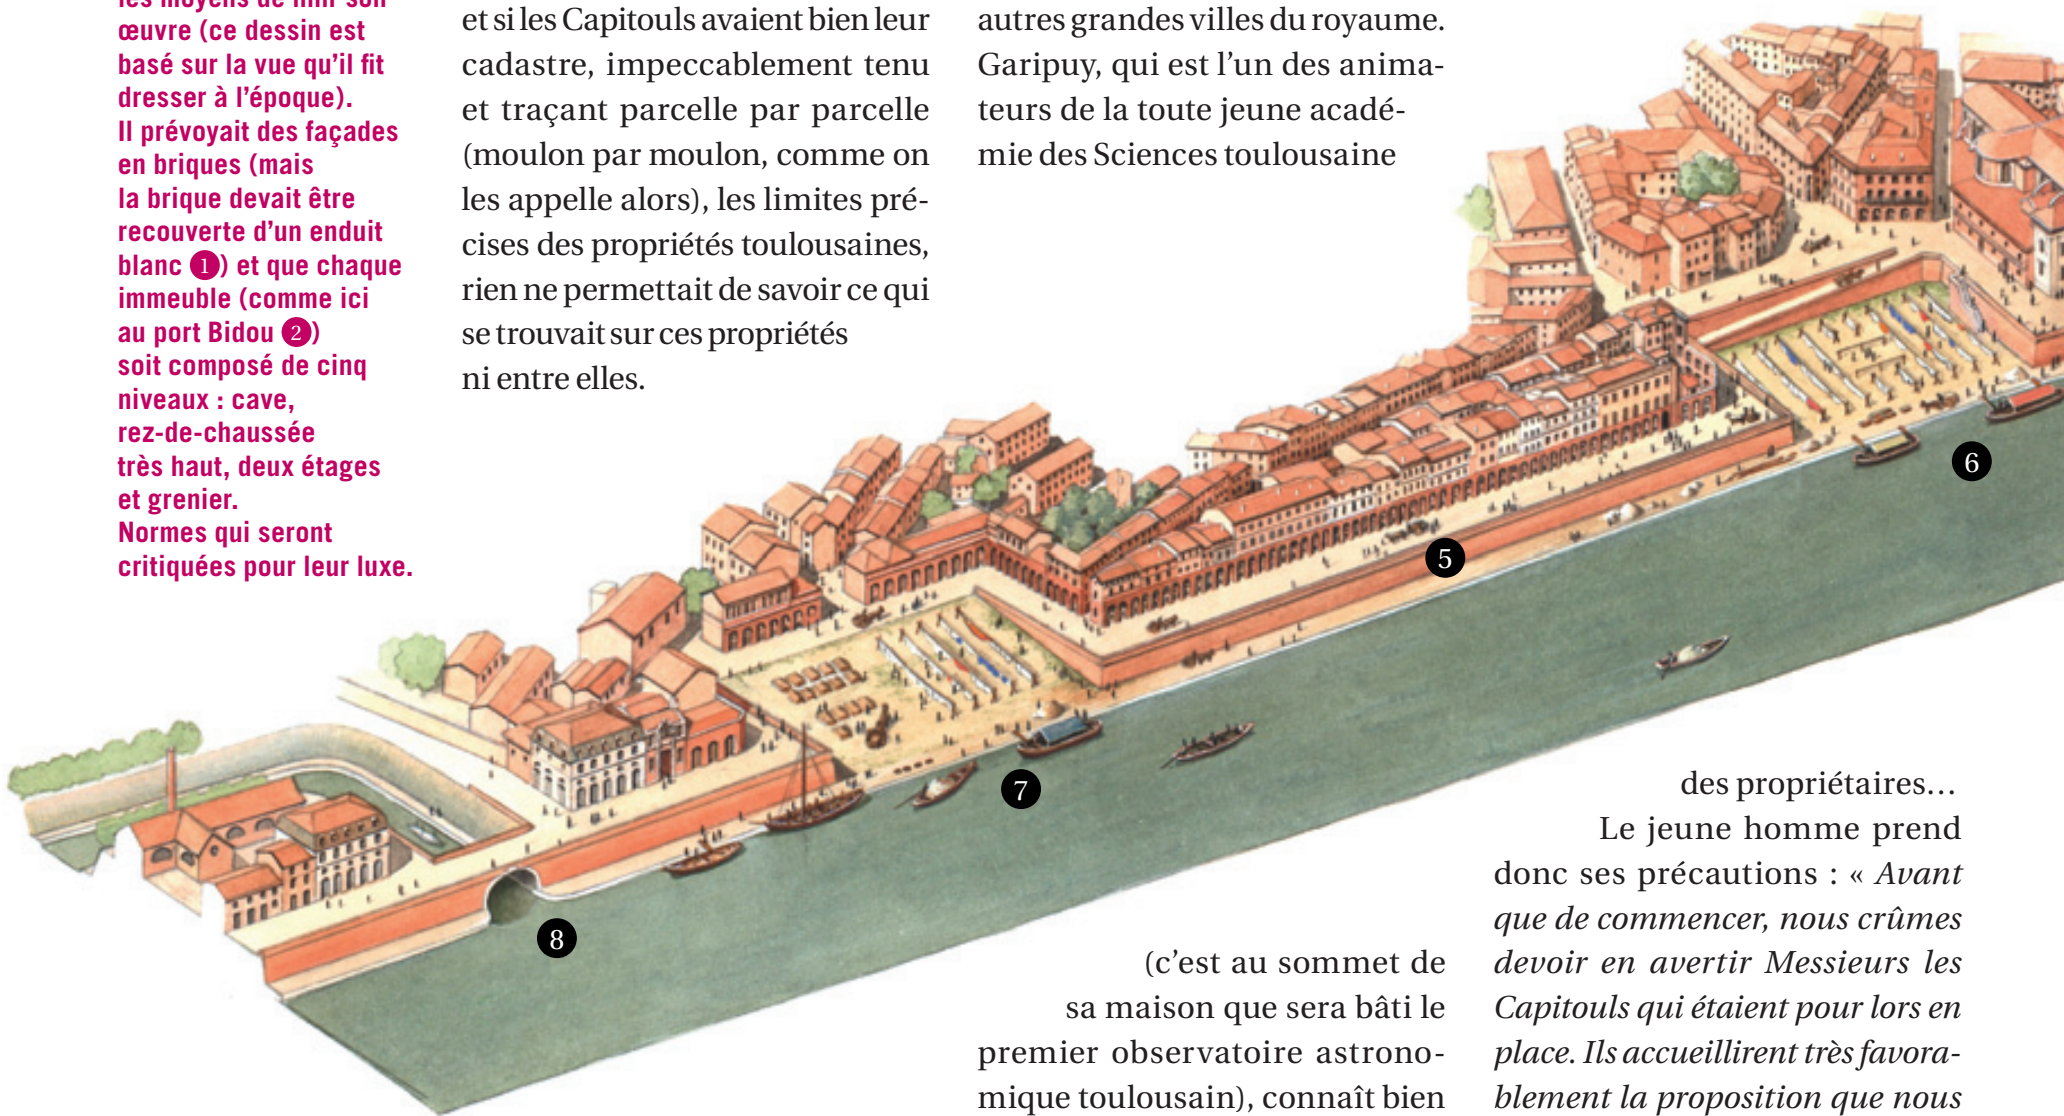 les moyens de finir son
œuvre (ce dessin est
basé sur la vue qu'il fit
dresser à l'époque).
Il prévoyait des façades
en briques (mais
la brique devait être
recouverte d'un enduit
blanc 1) et que chaque
immeuble (comme ici
au port Bidou 2)
soit composé de cinq
niveaux : cave,
rez-de-chaussée
très haut, deux étages
et grenier.
Normes qui seront
critiquées pour leur luxe.
et si les Capitouls avaient bien leur
cadastre, impeccablement tenu
et traçant parcelle par parcelle
(moulon par moulon, comme on
les appelle alors), les limites pré-
cises des propriétés toulousaines,
rien ne permettait de savoir ce qui
se trouvait sur ces propriétés
ni entre elles.
autres grandes villes du royaume.
Garipuy, qui est l'un des anima-
teurs de la toute jeune acadé-
mie des Sciences toulousaine
(c'est au sommet de
sa maison que sera bâti le
premier observatoire astrono-
mique toulousain), connaît bien
des propriétaires…
Le jeune homme prend
donc ses précautions : « Avant
que de commencer, nous crûmes
devoir en avertir Messieurs les
Capitouls qui étaient pour lors en
place. Ils accueillirent très favora-
blement la proposition que nous
5
6
7
8